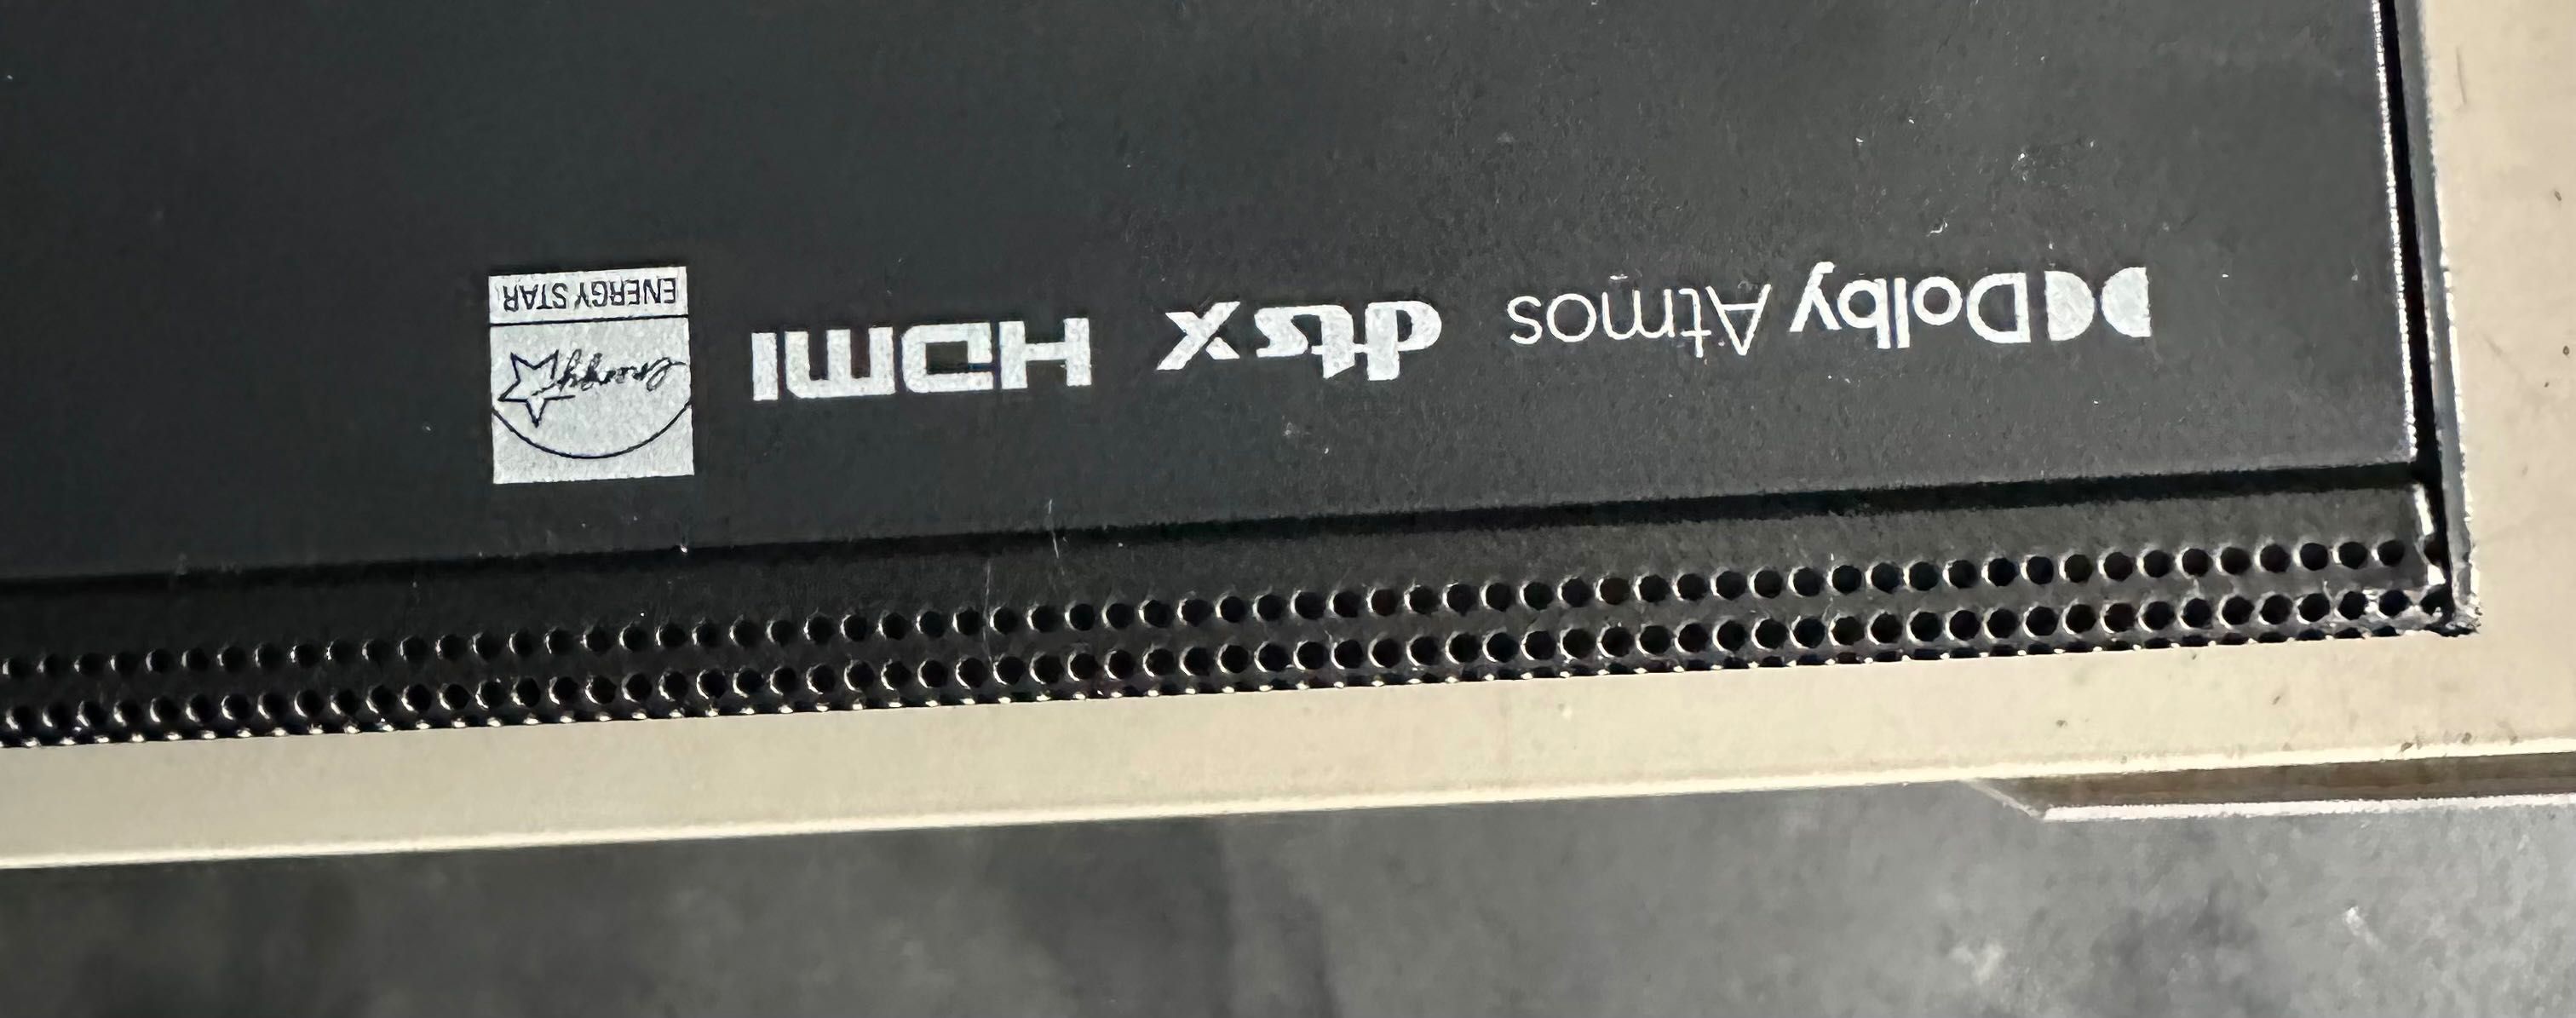 Dolby Atmos dts X HDMI
energy
ENERGY STAR